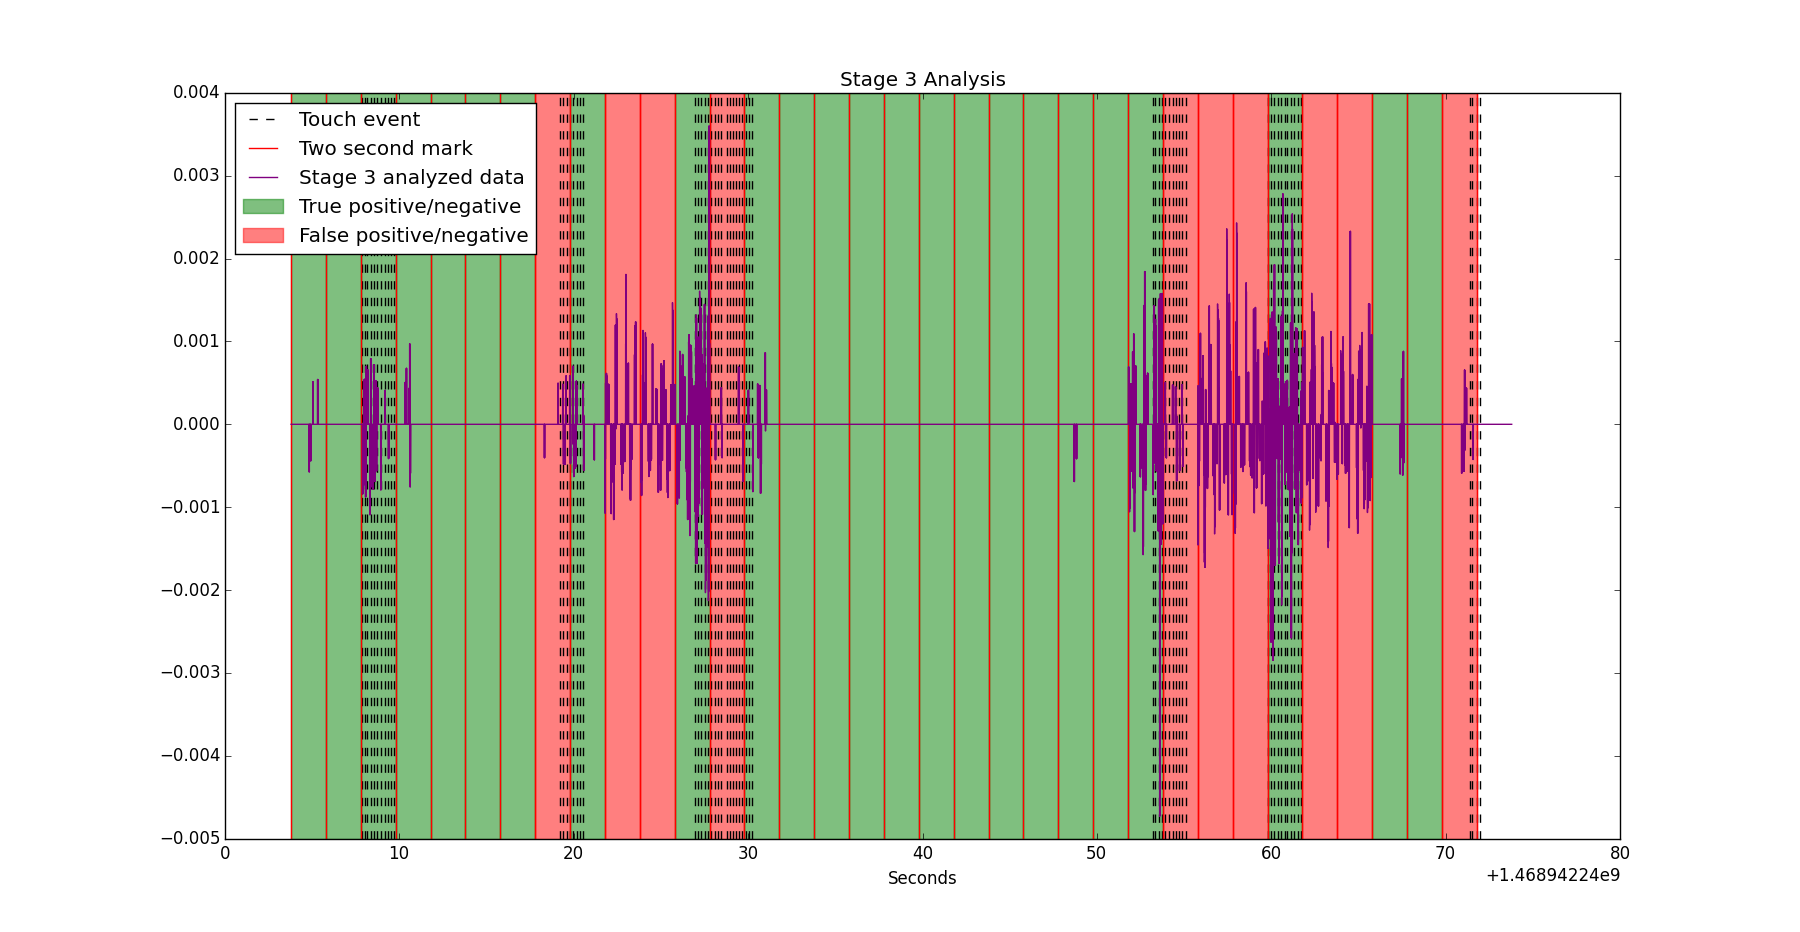 Stage 3 Analysis
0.004
0.003
0.002
0.001
0.000
−0.001
−0.002
−0.003
−0.004
−0.005
Touch event
Two second mark
Stage 3 analyzed data
True positive/negative
False positive/negative
0 10 20 30 40 50 60 70 80
Seconds
+1.46894224e9